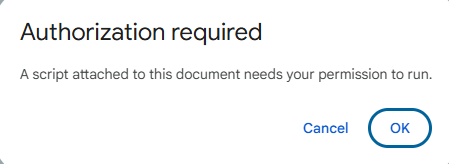 Authorization required
A script attached to this document needs your permission to run.
Cancel
OK